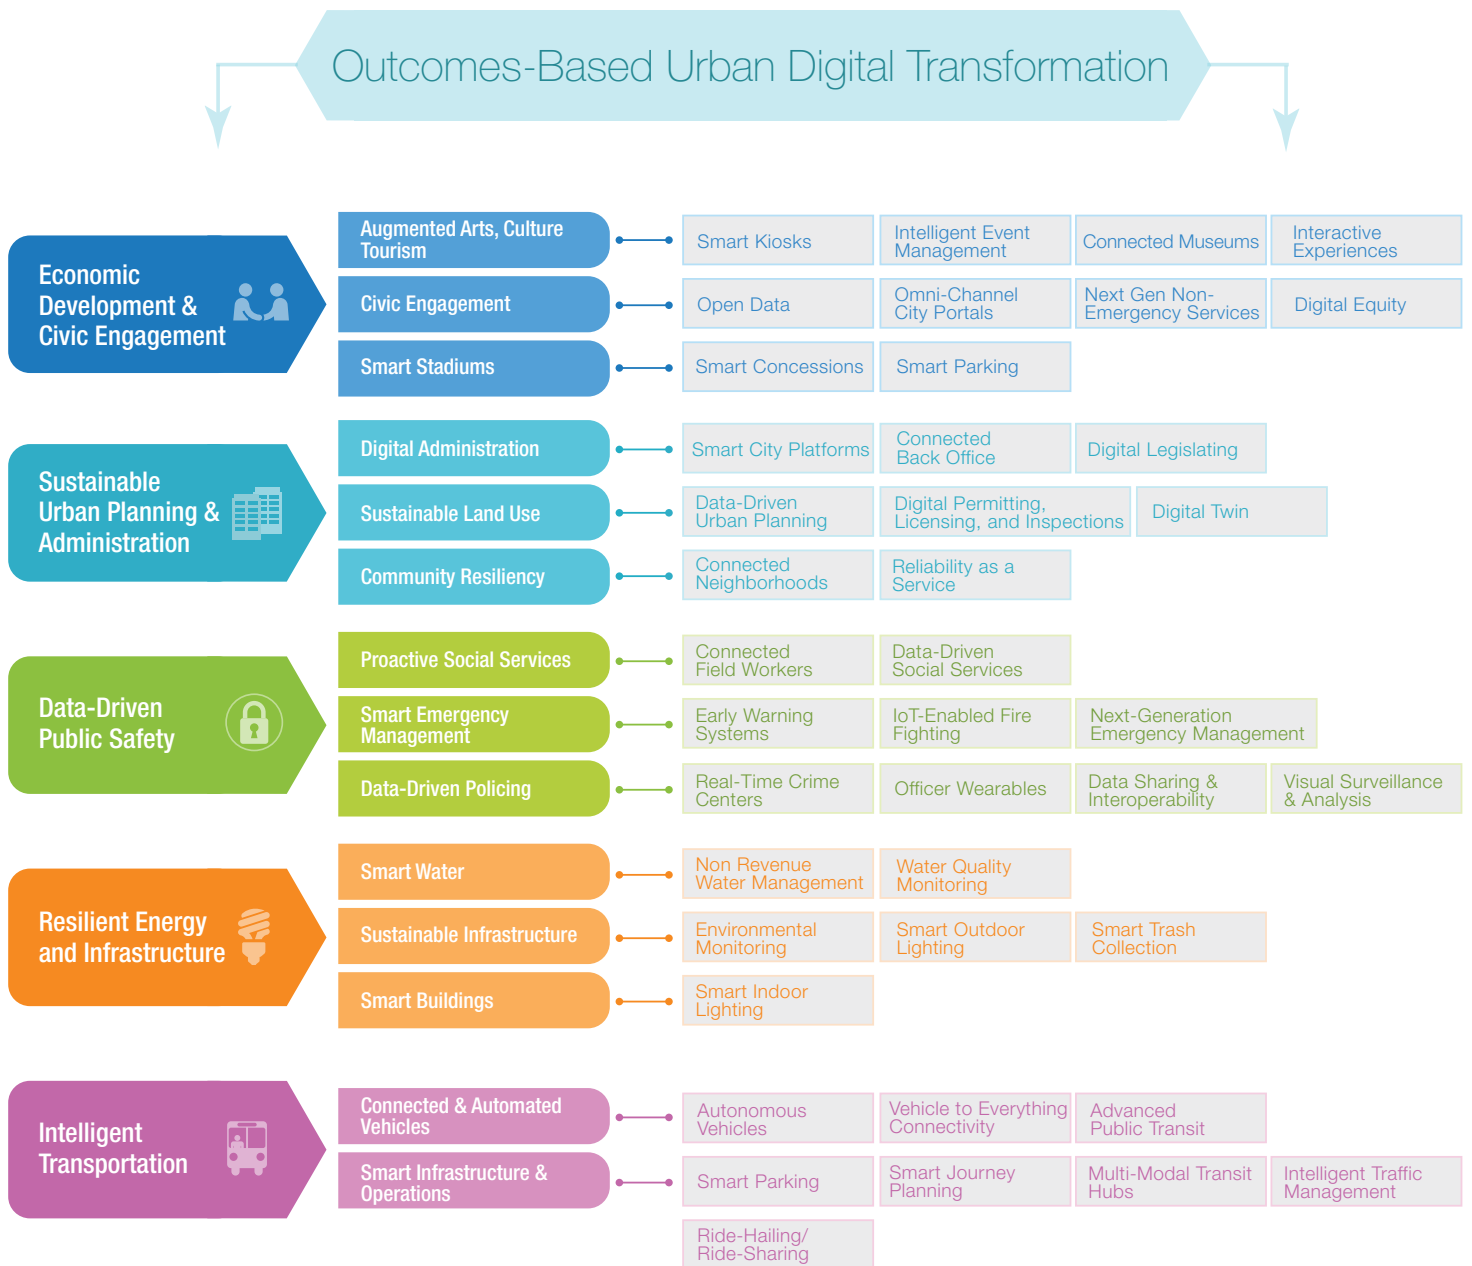 Outcomes-Based Urban Digital Transformation
Economic
Development &
Civic Engagement
Augmented Arts, Culture
Tourism
Smart Kiosks
Intelligent Event
Management
Connected Museums
Interactive
Experiences
Civic Engagement
Open Data
Omni-Channel
City Portals
Next Gen Non-
Emergency Services
Digital Equity
Smart Stadiums
Smart Concessions
Smart Parking
Sustainable
Urban Planning &
Administration
Digital Administration
Smart City Platforms
Connected
Back Office
Digital Legislating
Sustainable Land Use
Data-Driven
Urban Planning
Digital Permitting,
Licensing, and Inspections
Digital Twin
Community Resiliency
Connected
Neighborhoods
Reliability as a
Service
Data-Driven
Public Safety
Proactive Social Services
Connected
Field Workers
Data-Driven
Social Services
Smart Emergency
Management
Early Warning
Systems
IoT-Enabled Fire
Fighting
Next-Generation
Emergency Management
Data-Driven Policing
Real-Time Crime
Centers
Officer Wearables
Data Sharing &
Interoperability
Visual Surveillance
& Analysis
Resilient Energy
and Infrastructure
Smart Water
Non Revenue
Water Management
Water Quality
Monitoring
Sustainable Infrastructure
Environmental
Monitoring
Smart Outdoor
Lighting
Smart Trash
Collection
Smart Buildings
Smart Indoor
Lighting
Intelligent
Transportation
Connected & Automated
Vehicles
Autonomous
Vehicles
Vehicle to Everything
Connectivity
Advanced
Public Transit
Smart Infrastructure &
Operations
Smart Parking
Smart Journey
Planning
Multi-Modal Transit
Hubs
Intelligent Traffic
Management
Ride-Hailing/
Ride-Sharing